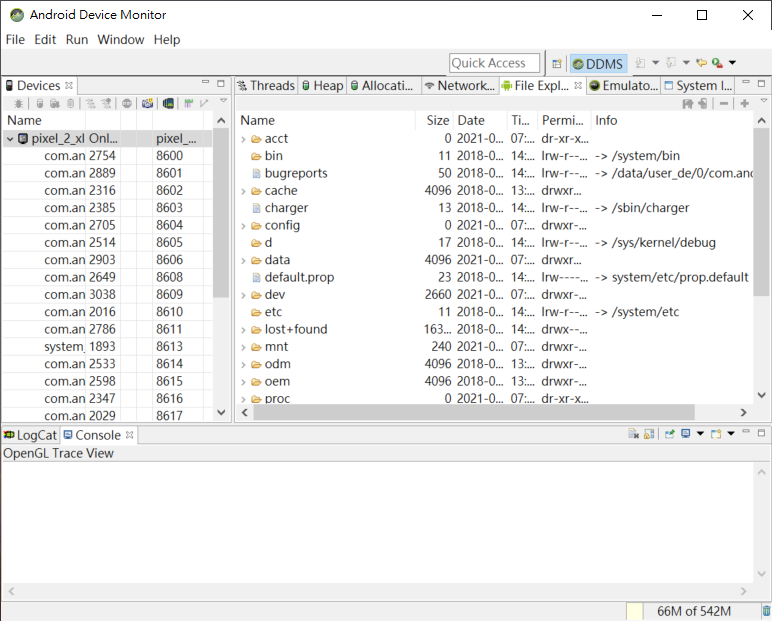 Android Device Monitor
File Edit Run Window Help
Quick Access DDMS
Devices
Name
pixel_2_xl Onl... pixel_...
com.an 2754 8600
com.an 2889 8601
com.an 2316 8602
com.an 2385 8603
com.an 2705 8604
com.an 2514 8605
com.an 2903 8606
com.an 2649 8608
com.an 3038 8609
com.an 2016 8610
com.an 2786 8611
system_ 1893 8613
com.an 2533 8614
com.an 2598 8615
com.an 2347 8616
com.an 2029 8617
Threads Heap Allocati... Network... File Expl... Emulato... System I...
Name Size Date Ti... Permi... Info
acct 0 2021-0... 07:... dr-xr-x...
bin 11 2018-0... 14:... lrw-r--... -> /system/bin
bugreports 50 2018-0... 14:... lrw-r--... -> /data/user_de/0/com.and
cache 4096 2018-0... 13:... drwxr...
charger 13 2018-0... 14:... lrw-r--... -> /sbin/charger
config 0 2021-0... 07:... drwxr-...
d 17 2018-0... 14:... lrw-r--... -> /sys/kernel/debug
data 4096 2021-0... 07:... drwxr...
default.prop 23 2018-0... 14:... lrw----... -> system/etc/prop.default
dev 2660 2021-0... 07:... drwxr-...
etc 11 2018-0... 14:... lrw-r--... -> /system/etc
lost+found 163... 2018-0... 14:... drwx--...
mnt 240 2021-0... 07:... drwxr-...
odm 4096 2018-0... 13:... drwxr-...
oem 4096 2018-0... 13:... drwxr-...
proc 0 2021-0... 07:... dr-xr-x...
LogCat Console
OpenGL Trace View
66M of 542M